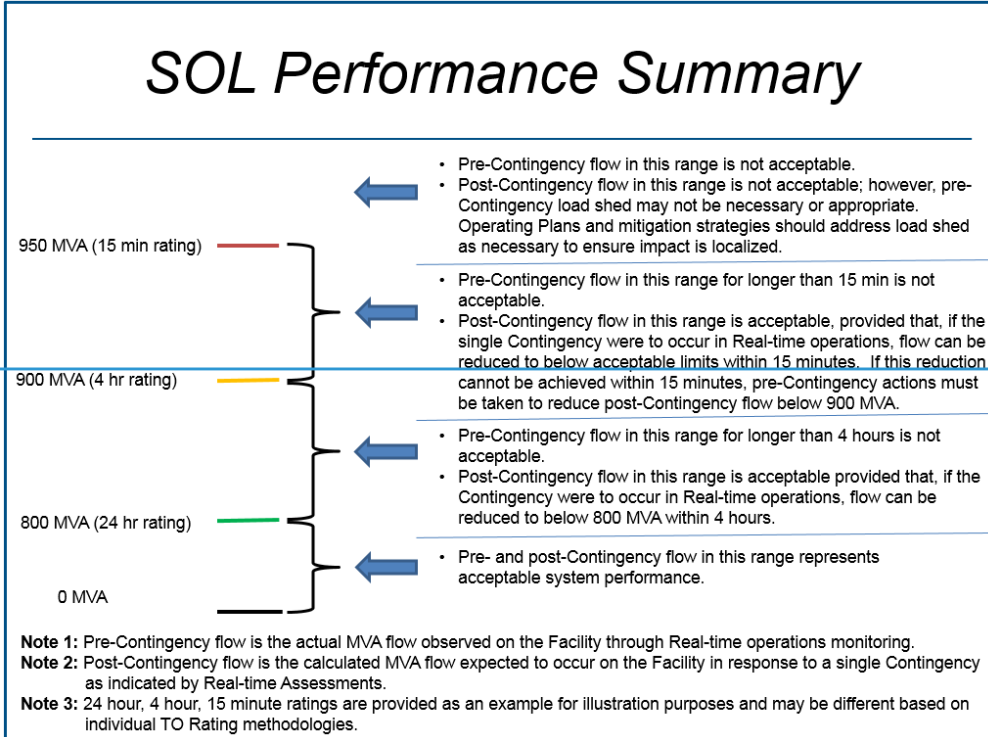 SOL Performance Summary
• Pre-Contingency flow in this range is not acceptable.
• Post-Contingency flow in this range is not acceptable; however, pre-
Contingency load shed may not be necessary or appropriate.
Operating Plans and mitigation strategies should address load shed
as necessary to ensure impact is localized.
950 MVA (15 min rating)
• Pre-Contingency flow in this range for longer than 15 min is not
acceptable.
• Post-Contingency flow in this range is acceptable, provided that, if the
single Contingency were to occur in Real-time operations, flow can be
reduced to below acceptable limits within 15 minutes. If this reduction
cannot be achieved within 15 minutes, pre-Contingency actions must
be taken to reduce post-Contingency flow below 900 MVA.
900 MVA (4 hr rating)
• Pre-Contingency flow in this range for longer than 4 hours is not
acceptable.
• Post-Contingency flow in this range is acceptable provided that, if the
Contingency were to occur in Real-time operations, flow can be
reduced to below 800 MVA within 4 hours.
800 MVA (24 hr rating)
• Pre- and post-Contingency flow in this range represents
acceptable system performance.
0 MVA
Note 1: Pre-Contingency flow is the actual MVA flow observed on the Facility through Real-time operations monitoring.
Note 2: Post-Contingency flow is the calculated MVA flow expected to occur on the Facility in response to a single Contingency
as indicated by Real-time Assessments.
Note 3: 24 hour, 4 hour, 15 minute ratings are provided as an example for illustration purposes and may be different based on
individual TO Rating methodologies.